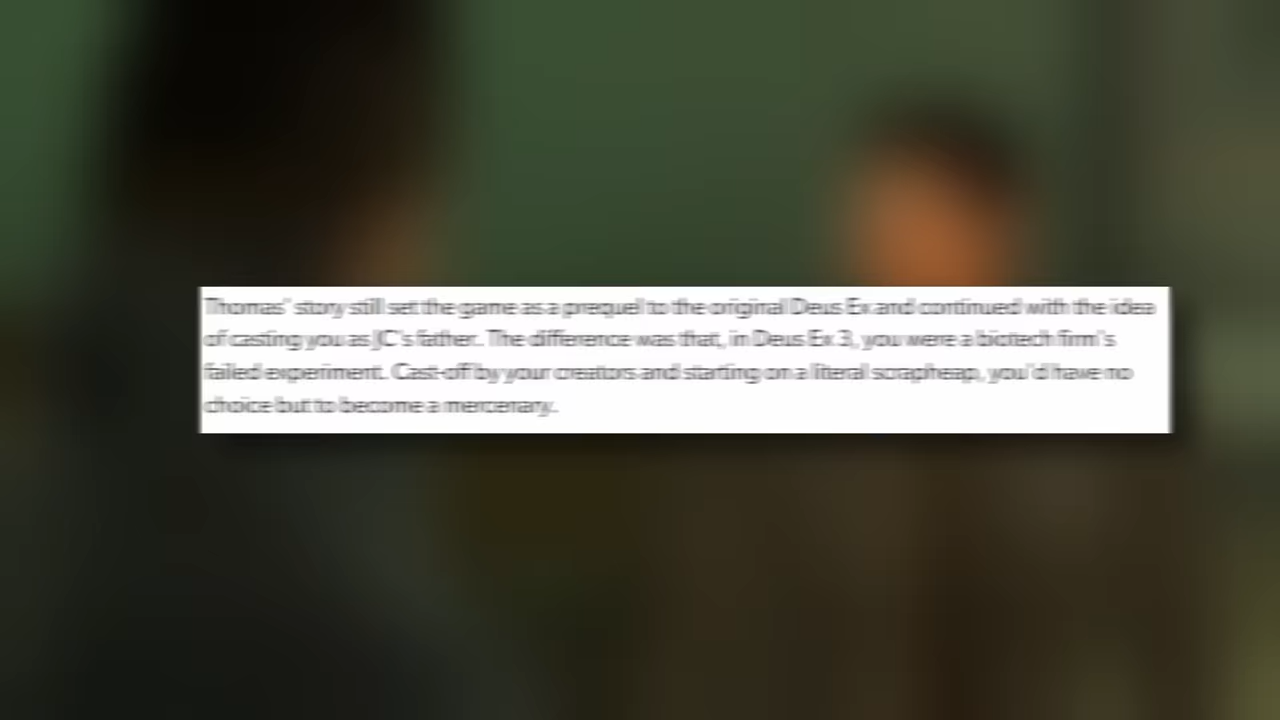 Thomas' story still set the game as a prequel to the original Deus Ex and continued with the idea
of casting you as JC's father. The difference was that, in Deus Ex 3, you were a biotech firm's
failed experiment. Cast-off by your creators and starting on a literal scrapheap, you'd have no
choice but to become a mercenary.